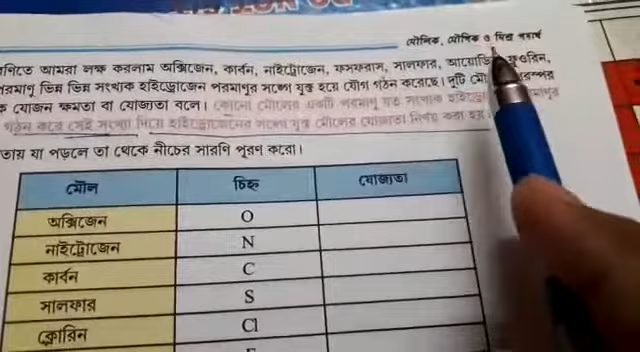 মৌলিক, যৌগিক ও মিশ্র পদার্থ
রণিতে আমরা লক্ষ করলাম অক্সিজেন, কার্বন, নাইট্রোজেন, ফসফরাস, সালফার,
পরমাণু ভিন্ন ভিন্ন সংখ্যক হাইড্রোজেন পরমাণুর সঙ্গে যুক্ত হয়ে যৌগ গঠন করেছে। দুটি
ক যোজন ক্ষমতা বা যোজ্যতা বলে। কোনো মৌলের একটি পরমাণু যত সংখ্যক
গঠন করে সেই সংখ্যা দিয়ে হাইড্রোজেনের সঙ্গে যুক্ত মৌলের যোজ্যতা নির্ণয় করা হয়।
তায় যা পড়লে তা থেকে নীচের সারণি পূরণ করো।
মৌল চিহ্ন যোজ্যতা
অক্সিজেন O
নাইট্রোজেন N
কার্বন C
সালফার S
ক্লোরিন Cl